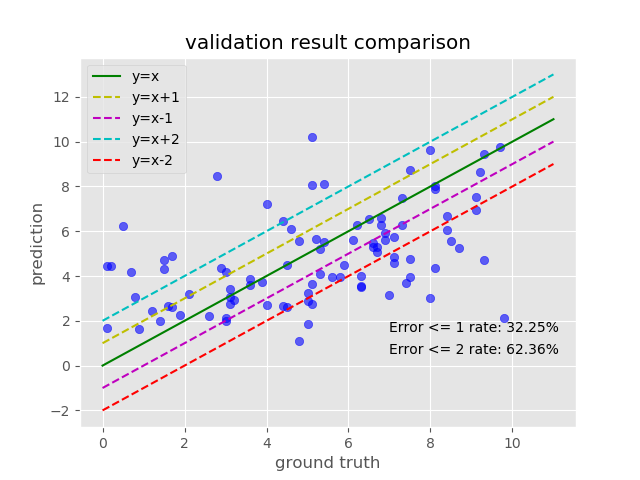 validation result comparison
y=x
y=x+1
y=x-1
y=x+2
y=x-2
12
10
8
6
4
2
0
−2
prediction
Error <= 1 rate: 32.25%
Error <= 2 rate: 62.36%
0 2 4 6 8 10
ground truth